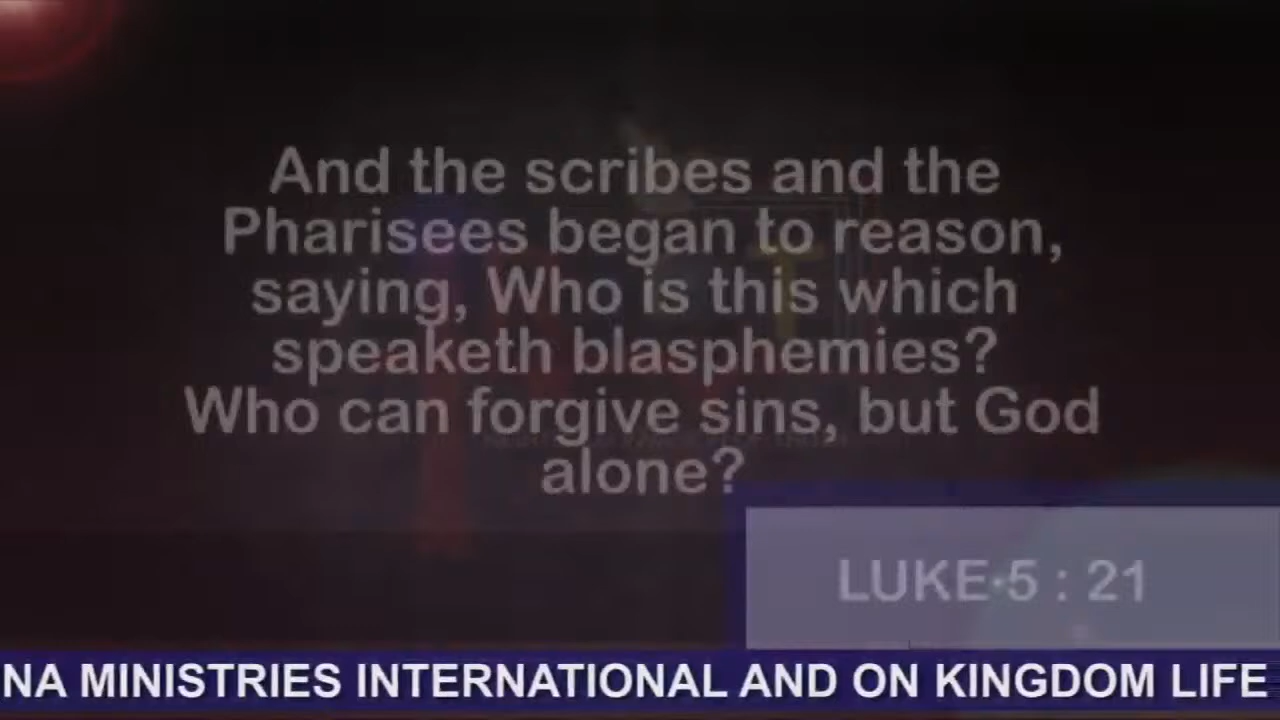 And the scribes and the
Pharisees began to reason,
saying, Who is this which
speaketh blasphemies?
Who can forgive sins, but God
alone?
LUKE 5 : 21
NA MINISTRIES INTERNATIONAL AND ON KINGDOM LIFE